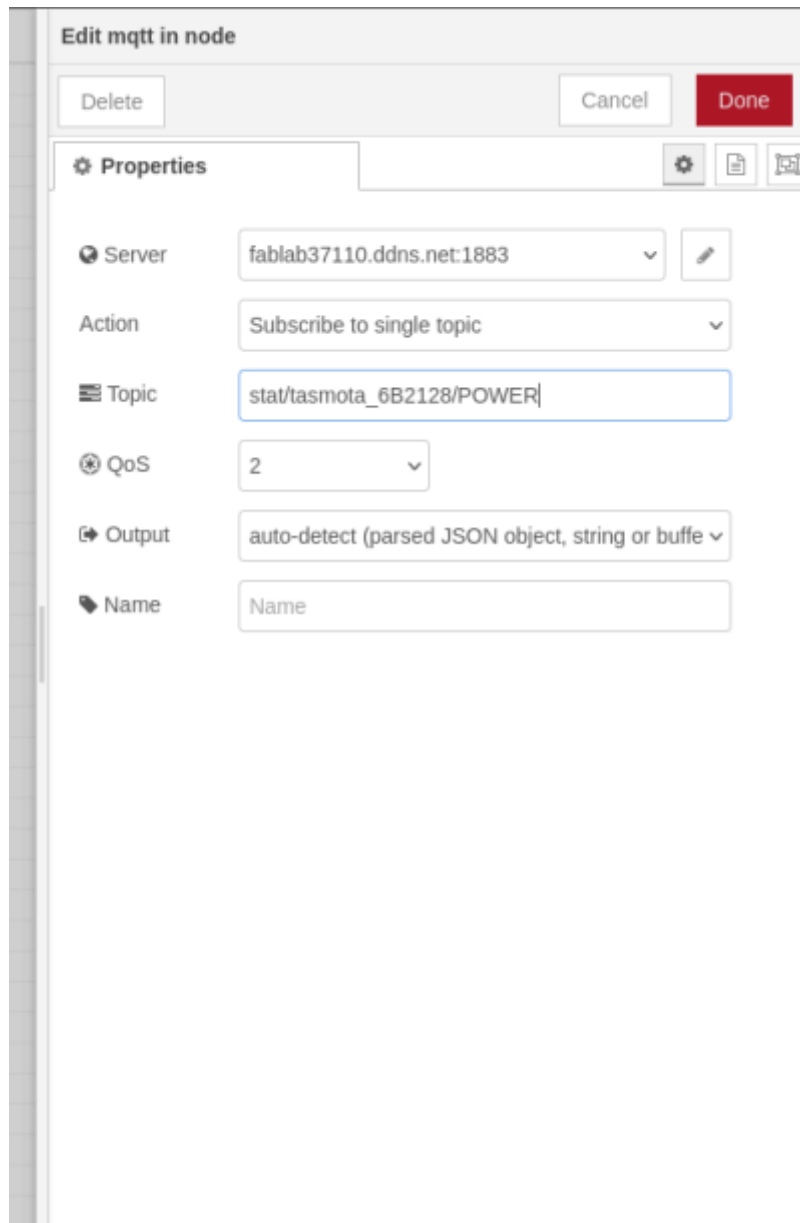 Edit mqtt in node
Delete Cancel Done
Properties
Server fablab37110.ddns.net:1883
Action Subscribe to single topic
Topic stat/tasmota_6B2128/POWER
QoS 2
Output auto-detect (parsed JSON object, string or buffe
Name Name